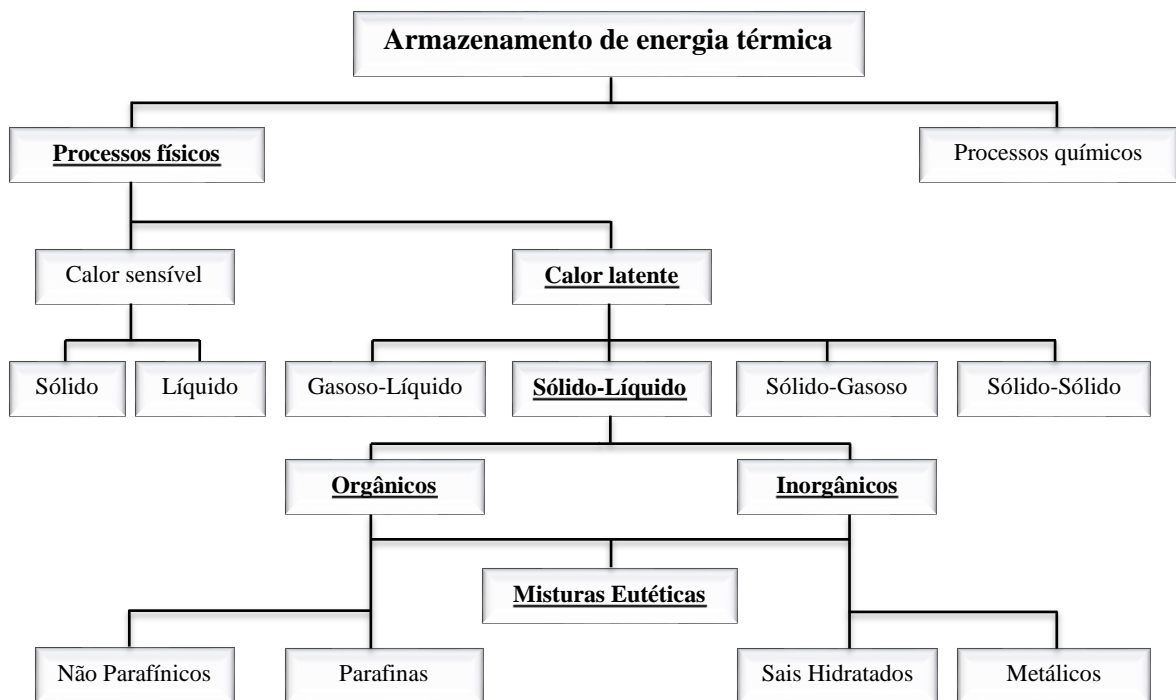 Armazenamento de energia térmica
Processos físicos
Processos químicos
Calor sensível
Calor latente
Sólido
Líquido
Gasoso-Líquido
Sólido-Líquido
Sólido-Gasoso
Sólido-Sólido
Orgânicos
Inorgânicos
Misturas Eutéticas
Não Parafínicos
Parafinas
Sais Hidratados
Metálicos